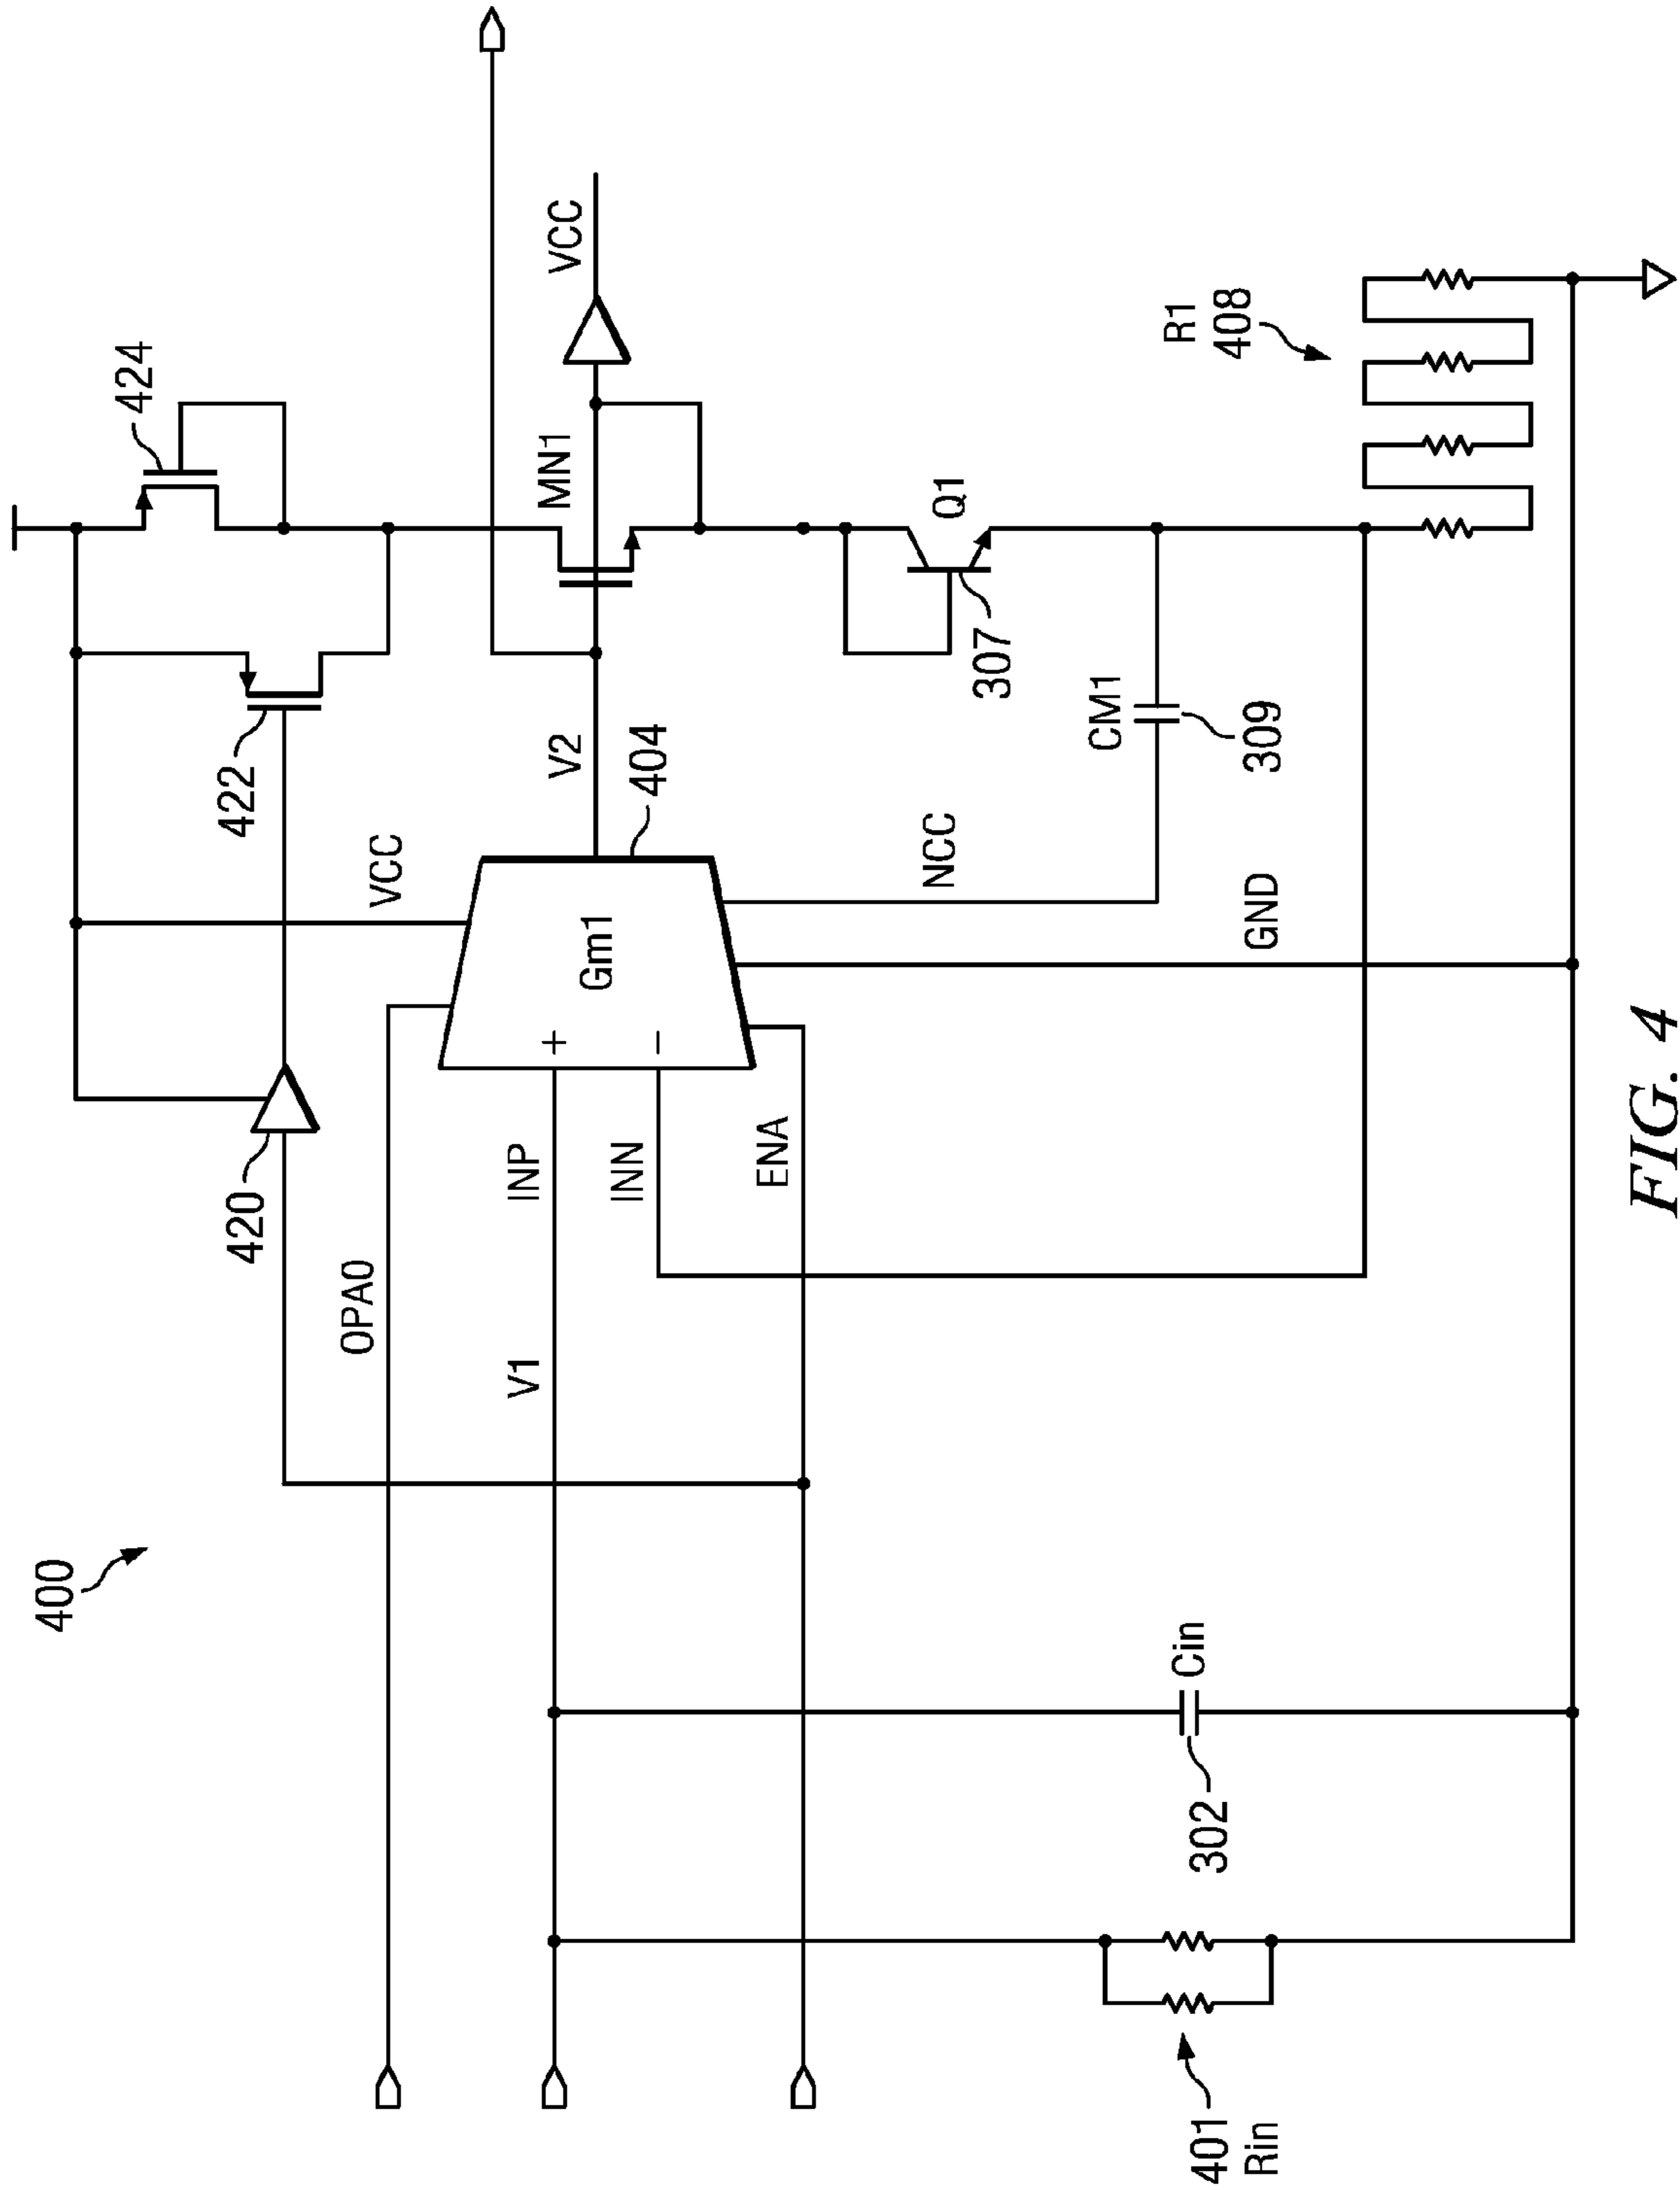 400
420
422
424
OPA0
VCC
V1
INP
INN
ENA
+
−
Gm1
V2
404
MN1
VCC
NCC
GND
CM1
309
Q1
307
R1
408
Cin
302
401
Rin
FIG. 4